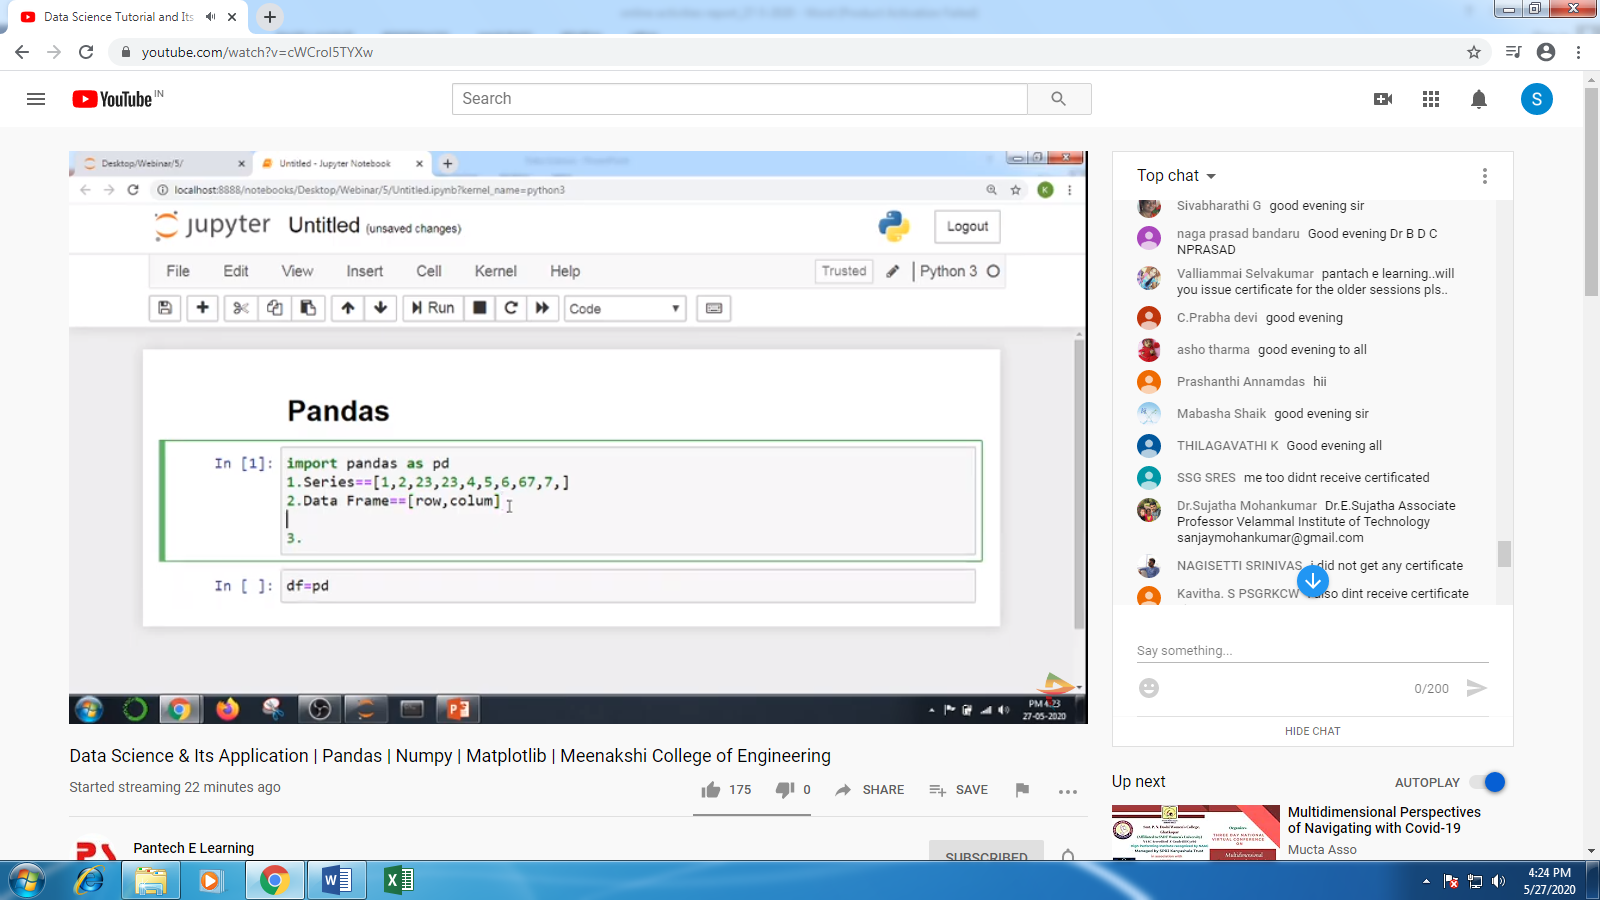 Data Science Tutorial and Its
youtube.com/watch?v=cWCrol5TYXw
YouTube IN
Search
S
Desktop/Webinar/5/
Untitled - Jupyter Notebook
localhost:8888/notebooks/Desktop/Webinar/5/Untitled.ipynb?kernel_name=python3
K
jupyter Untitled (unsaved changes)
Logout
File Edit View Insert Cell Kernel Help
Trusted
Python 3
Run
Code
Pandas
In [1]: import pandas as pd
1.Series==[1,2,23,23,4,5,6,67,7,]
2.Data Frame==[row,colum]
3.
In [ ]: df=pd
PM 4:23
27-05-2020
Data Science & Its Application | Pandas | Numpy | Matplotlib | Meenakshi College of Engineering
Started streaming 22 minutes ago
175
0
SHARE
SAVE
Pantech E Learning
SUBSCRIBED
Top chat
Sivabharathi G good evening sir
naga prasad bandaru Good evening Dr B D C
NPRASAD
Valliammai Selvakumar pantach e learning..will
you issue certificate for the older sessions pls..
C.Prabha devi good evening
asho tharma good evening to all
Prashanthi Annamdas hii
Mabasha Shaik good evening sir
THILAGAVATHI K Good evening all
SSG SRES me too didnt receive certificated
Dr.Sujatha Mohankumar Dr.E.Sujatha Associate
Professor Velammal Institute of Technology
sanjaymohankumar@gmail.com
NAGISETTI SRINIVAS i did not get any certificate
Kavitha. S PSGRKCW also dint receive certificate
Say something...
0/200
HIDE CHAT
Up next
AUTOPLAY
Multidimensional Perspectives
of Navigating with Covid-19
Mucta Asso
Multidimensional
4:24 PM
5/27/2020